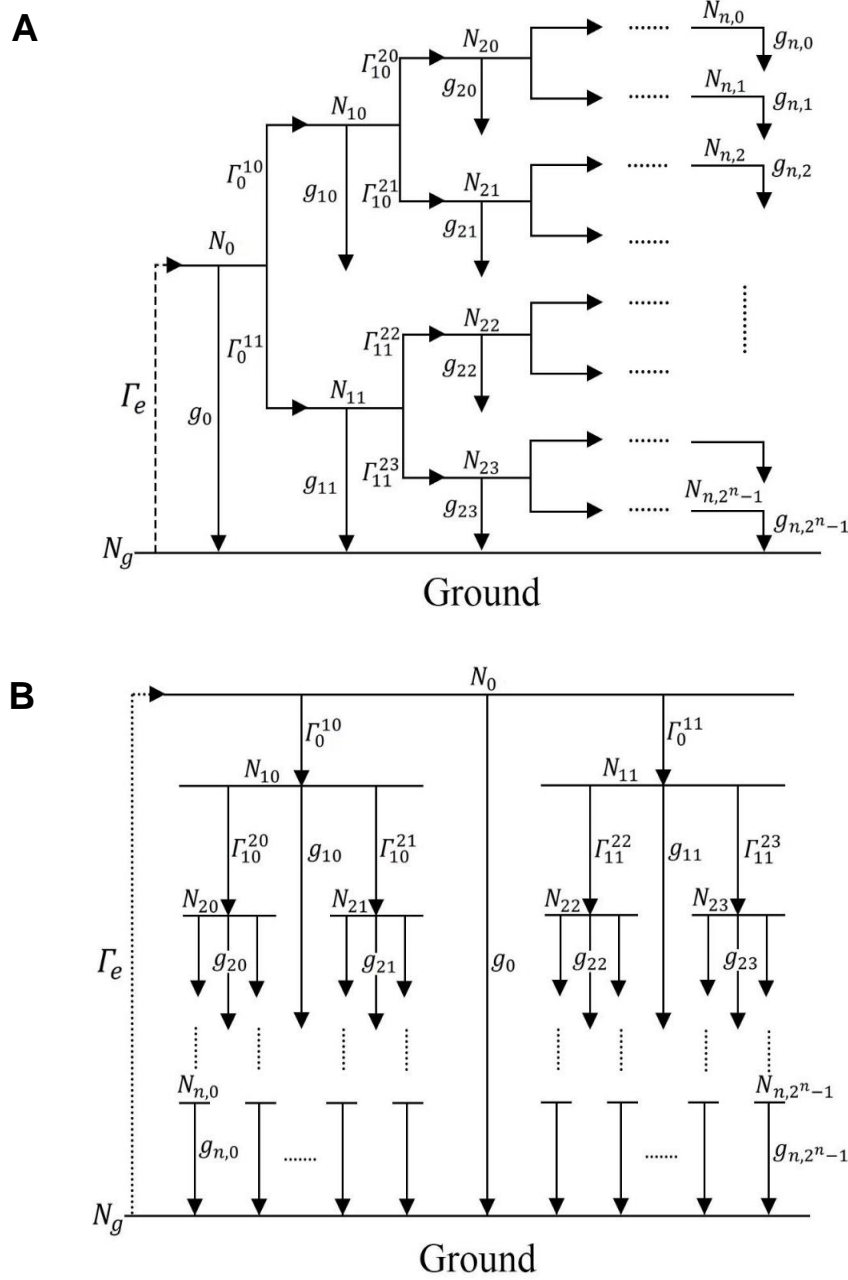 A
N_{n,0}
g_{n,0}
N_{20}
Γ_{10}^{20}
g_{20}
N_{n,1}
g_{n,1}
N_{10}
N_{n,2}
g_{n,2}
Γ_0^{10}
g_{10}
Γ_{10}^{21}
N_{21}
g_{21}
N_0
N_{22}
Γ_{11}^{22}
g_{22}
Γ_0^{11}
N_{11}
Γ_e
g_0
N_{23}
Γ_{11}^{23}
g_{11}
g_{23}
N_{n,2^n-1}
g_{n,2^n-1}
N_g
Ground
B
N_0
Γ_0^{10}
Γ_0^{11}
N_{10}
N_{11}
Γ_{10}^{20}
g_{10}
Γ_{10}^{21}
Γ_{11}^{22}
g_{11}
Γ_{11}^{23}
N_{20}
N_{21}
N_{22}
N_{23}
Γ_e
g_{20}
g_{21}
g_0
g_{22}
g_{23}
N_{n,0}
N_{n,2^n-1}
g_{n,0}
g_{n,2^n-1}
N_g
Ground